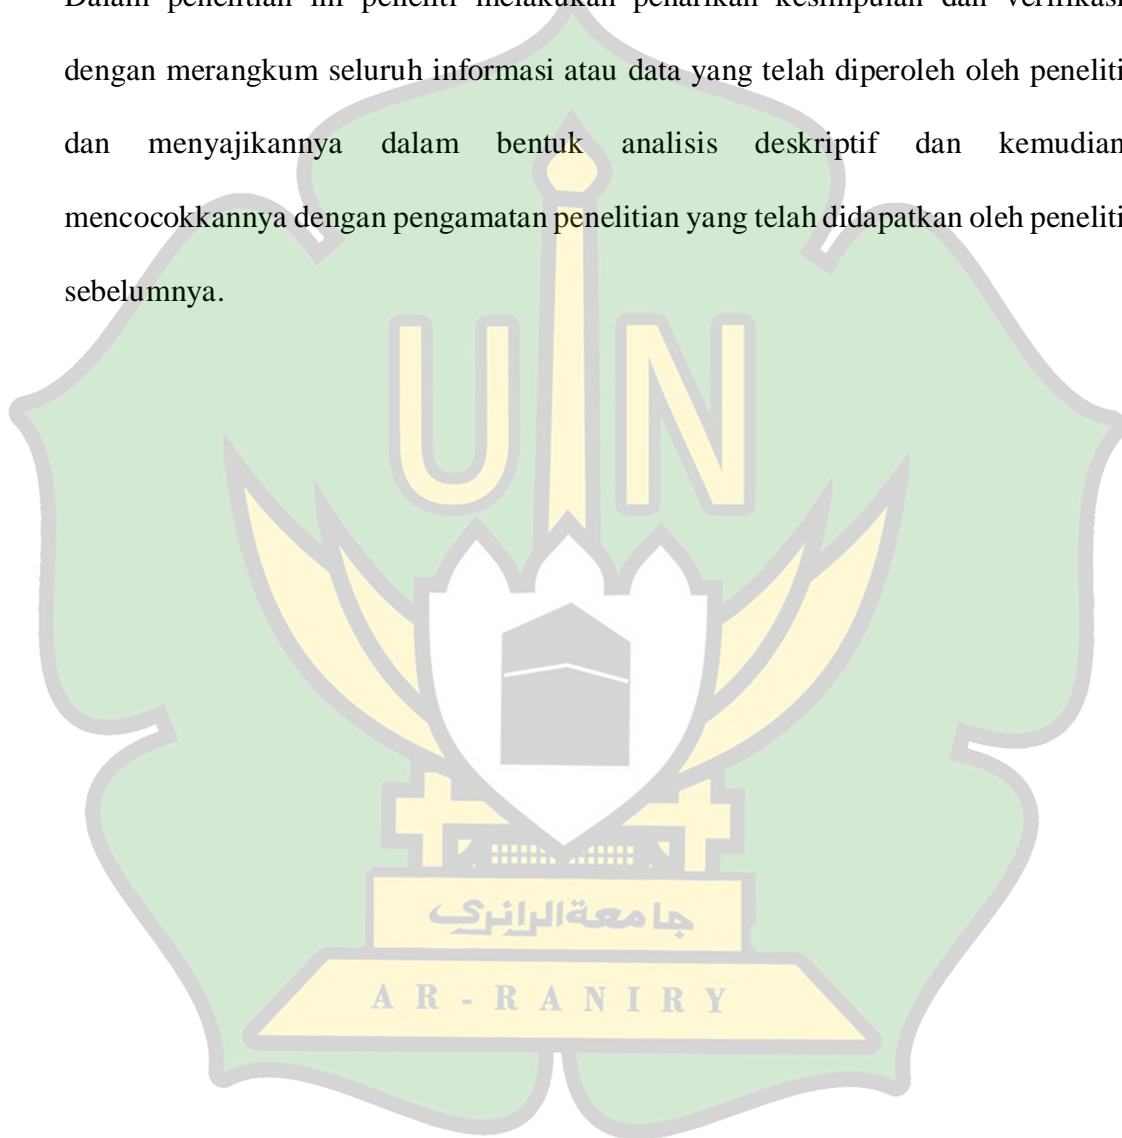 Dalam penelitian ini peneliti melakukan penarikan kesimpulan dan verifikasi
dengan merangkum seluruh informasi atau data yang telah diperoleh oleh peneliti
dan menyajikannya dalam bentuk analisis deskriptif dan kemudian
mencocokkannya dengan pengamatan penelitian yang telah didapatkan oleh peneliti
sebelumnya.
UIN
جامعةالرانري
AR-RANIRY